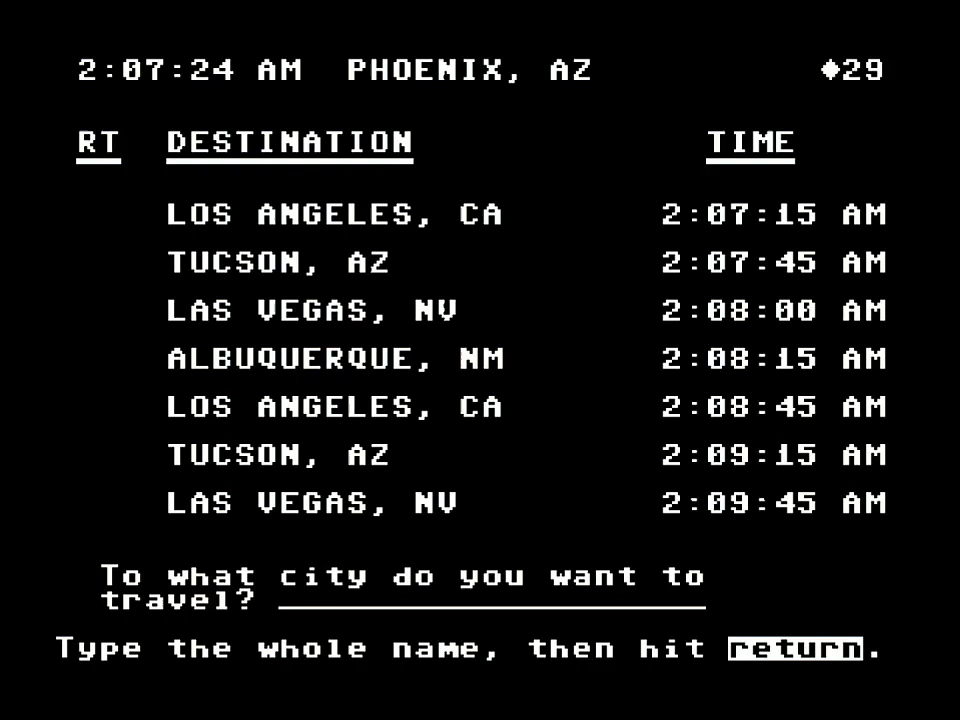 2:07:24 AM PHOENIX, AZ ♦29
RT DESTINATION TIME
LOS ANGELES, CA 2:07:15 AM
TUCSON, AZ 2:07:45 AM
LAS VEGAS, NV 2:08:00 AM
ALBUQUERQUE, NM 2:08:15 AM
LOS ANGELES, CA 2:08:45 AM
TUCSON, AZ 2:09:15 AM
LAS VEGAS, NV 2:09:45 AM
To what city do you want to
travel?
Type the whole name, then hit return.